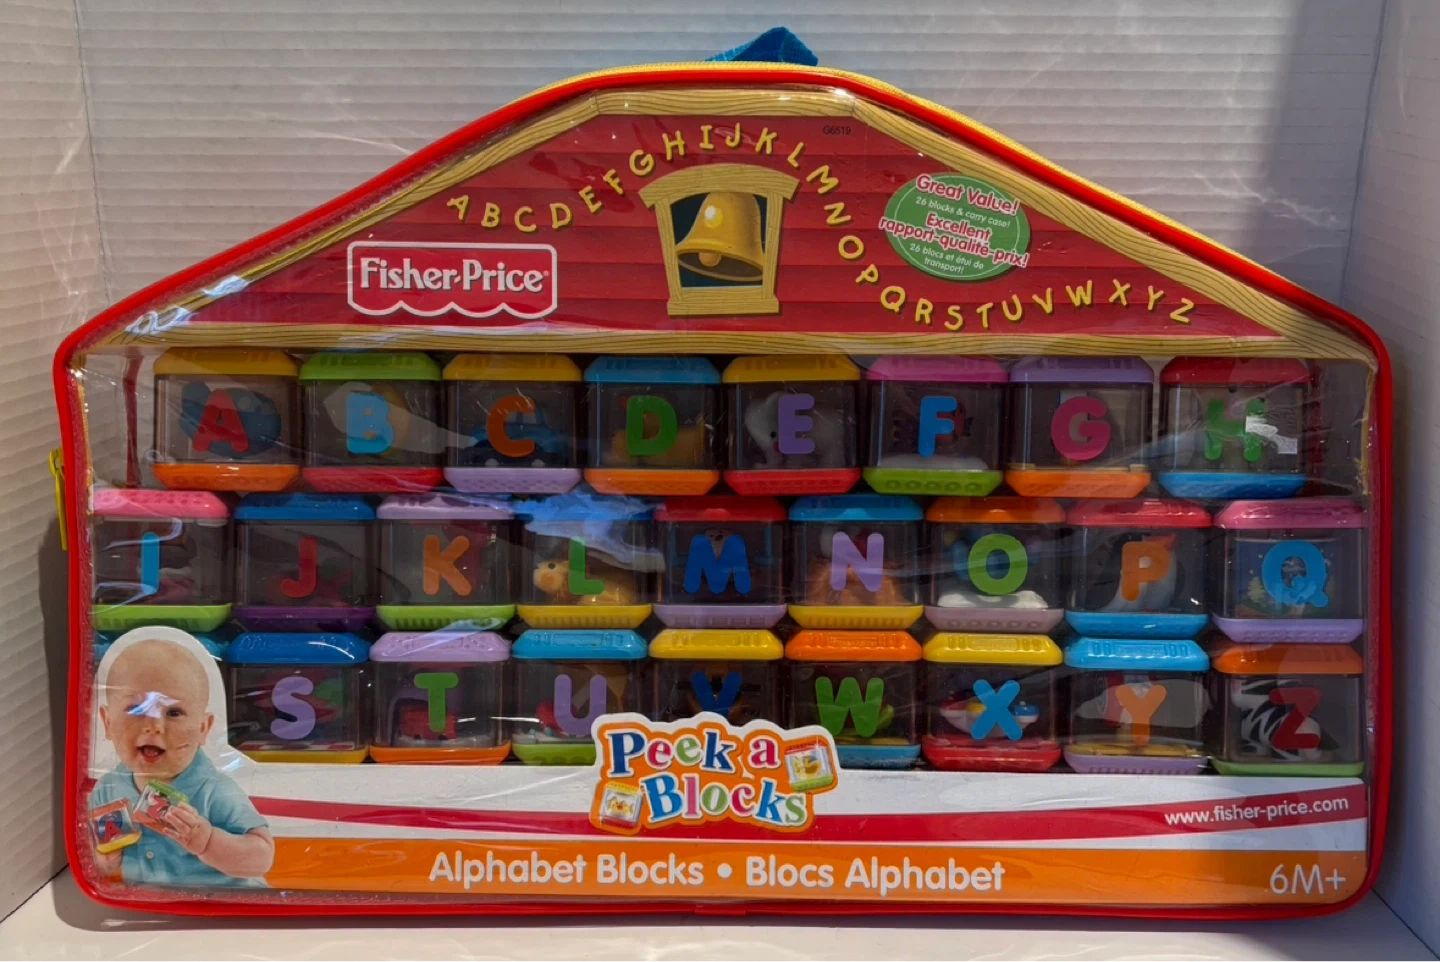 A B C D E F G H I J K L M N O P Q R S T U V W X Y Z
G6519
Great Value!
26 blocks & carry case!
Excellent
rapport-qualité-prix!
26 blocs et étui de
transport!
Fisher-Price®
A B C D E F G H
I J K L M N O P Q
S T U V W X Y Z
A
Peek a
Blocks
www.fisher-price.com
Alphabet Blocks • Blocs Alphabet
6M+